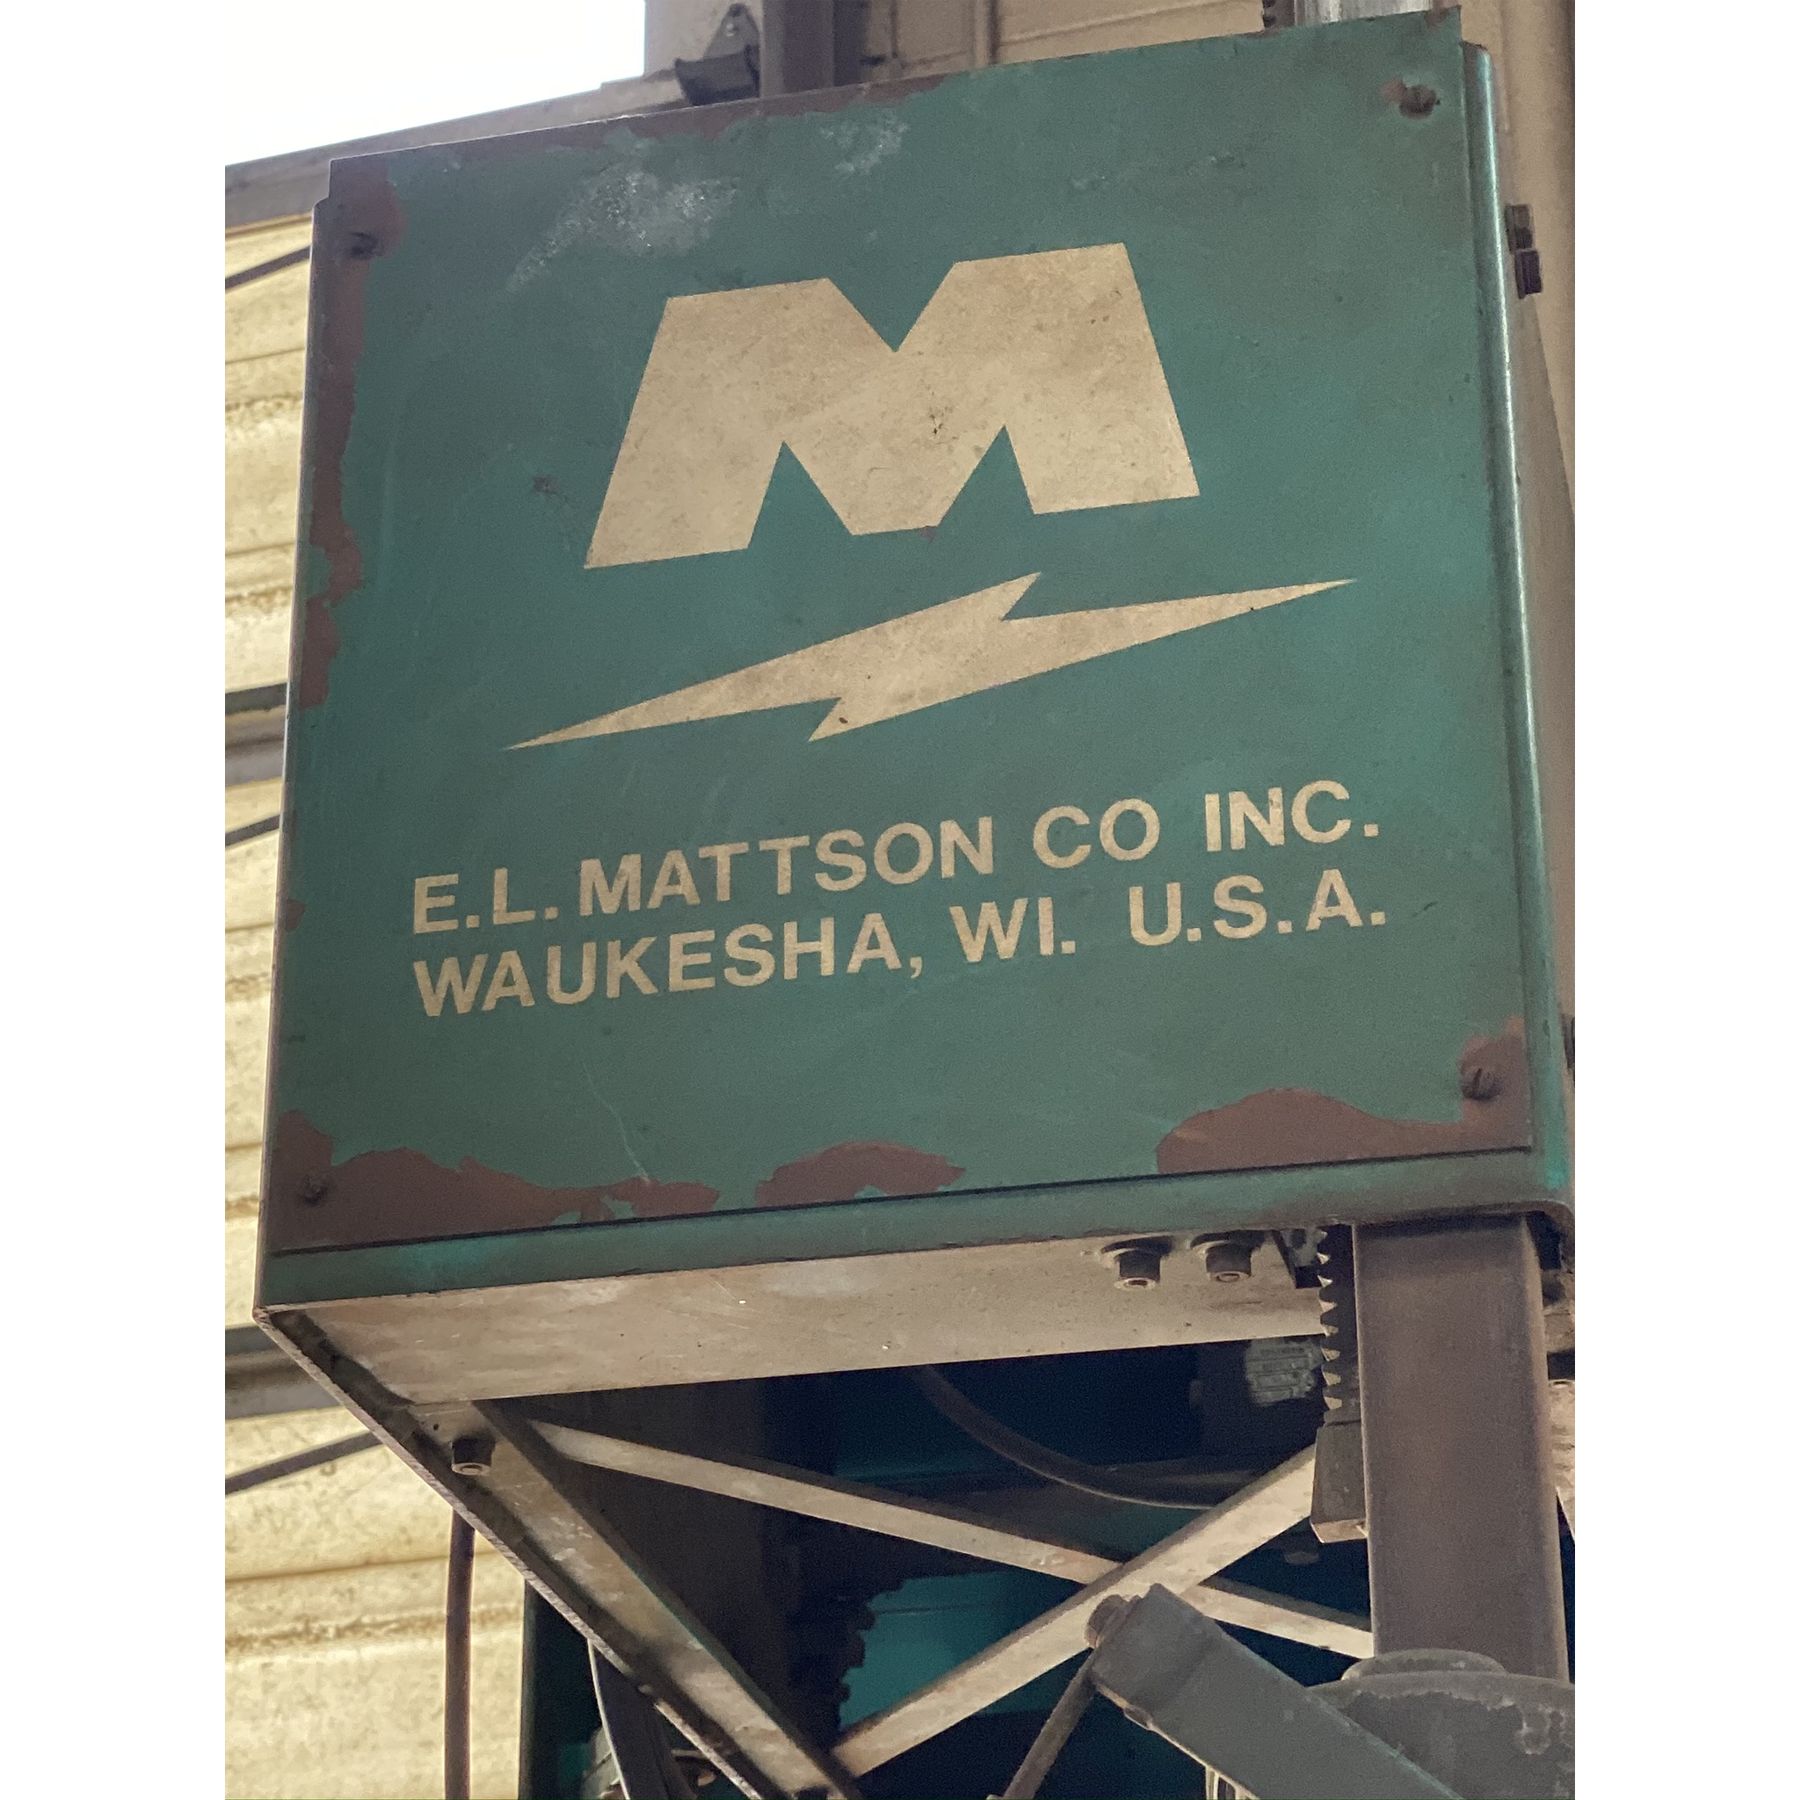 M
E.L. MATTSON CO INC.
WAUKESHA, WI. U.S.A.